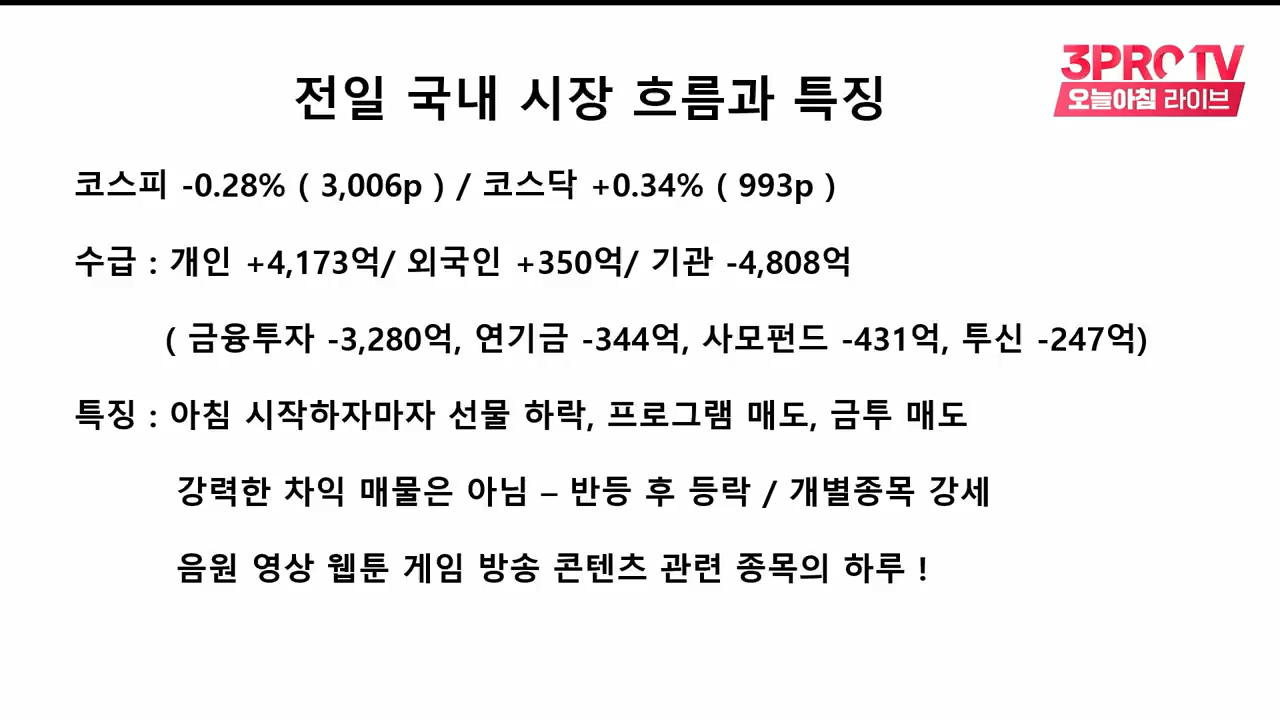 3PRO TV
오늘아침 라이브
전일 국내 시장 흐름과 특징
코스피 -0.28% ( 3,006p ) / 코스닥 +0.34% ( 993p )
수급 : 개인 +4,173억/ 외국인 +350억/ 기관 -4,808억
( 금융투자 -3,280억, 연기금 -344억, 사모펀드 -431억, 투신 -247억)
특징 : 아침 시작하자마자 선물 하락, 프로그램 매도, 금투 매도
강력한 차익 매물은 아님 – 반등 후 등락 / 개별종목 강세
음원 영상 웹툰 게임 방송 콘텐츠 관련 종목의 하루 !